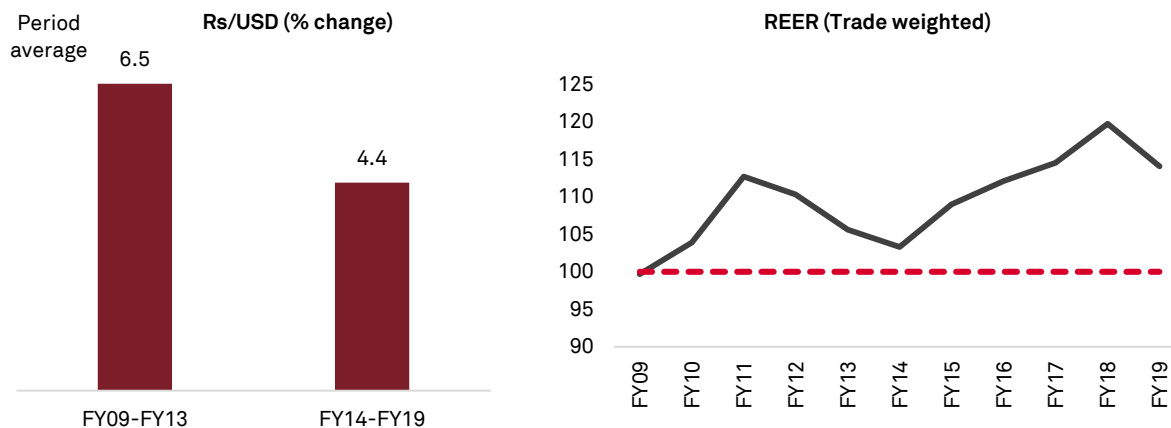 Period
average
Rs/USD (% change)
6.5
4.4
FY09-FY13
FY14-FY19
REER (Trade weighted)
125
120
115
110
105
100
95
90
FY09
FY10
FY11
FY12
FY13
FY14
FY15
FY16
FY17
FY18
FY19